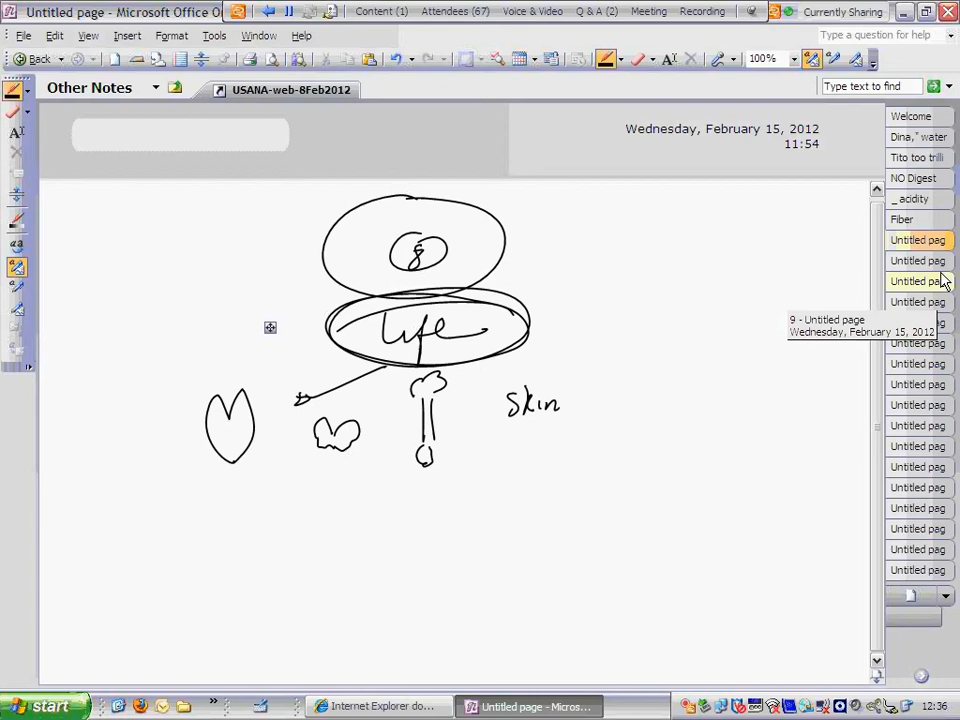 Untitled page - Microsoft Office O
Content (1) Attendees (67) Voice & Video Q & A (2) Meeting Recording
Currently Sharing
File Edit View Insert Format Tools Window Help
Type a question for help
Back
100%
Other Notes
USANA-web-8Feb2012
Type text to find
Wednesday, February 15, 2012
11:54
8
Life
Skin
Welcome
Dina," water
Tito too trilli
NO Digest
_ acidity
Fiber
Untitled pag
Untitled pag
Untitled pag
Untitled pag
9 - Untitled page
Wednesday, February 15, 2012
Untitled pag
Untitled pag
Untitled pag
Untitled pag
Untitled pag
Untitled pag
Untitled pag
Untitled pag
Untitled pag
Untitled pag
Untitled pag
Untitled pag
start
Internet Explorer do...
Untitled page - Micros...
12:36